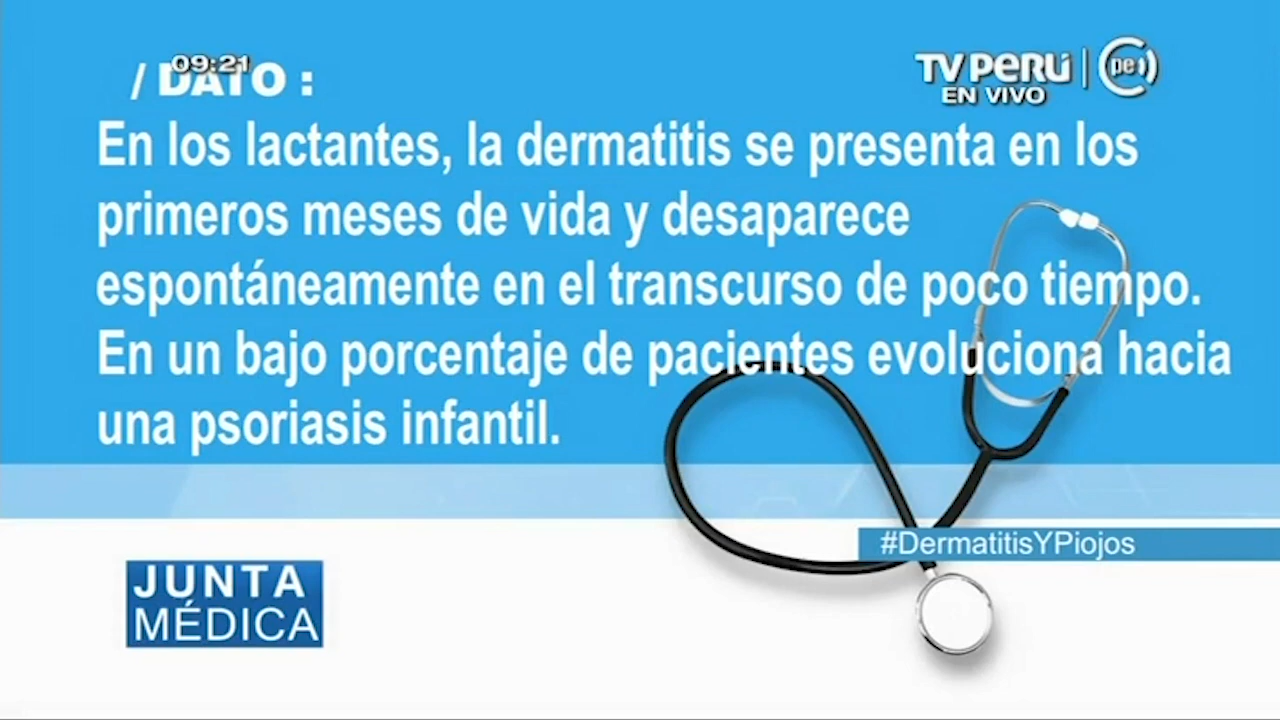 09:21
/ DATO :
TVPERÚ pe
EN VIVO
En los lactantes, la dermatitis se presenta en los
primeros meses de vida y desaparece
espontáneamente en el transcurso de poco tiempo.
En un bajo porcentaje de pacientes evoluciona hacia
una psoriasis infantil.
#DermatitisYPiojos
JUNTA
MÉDICA